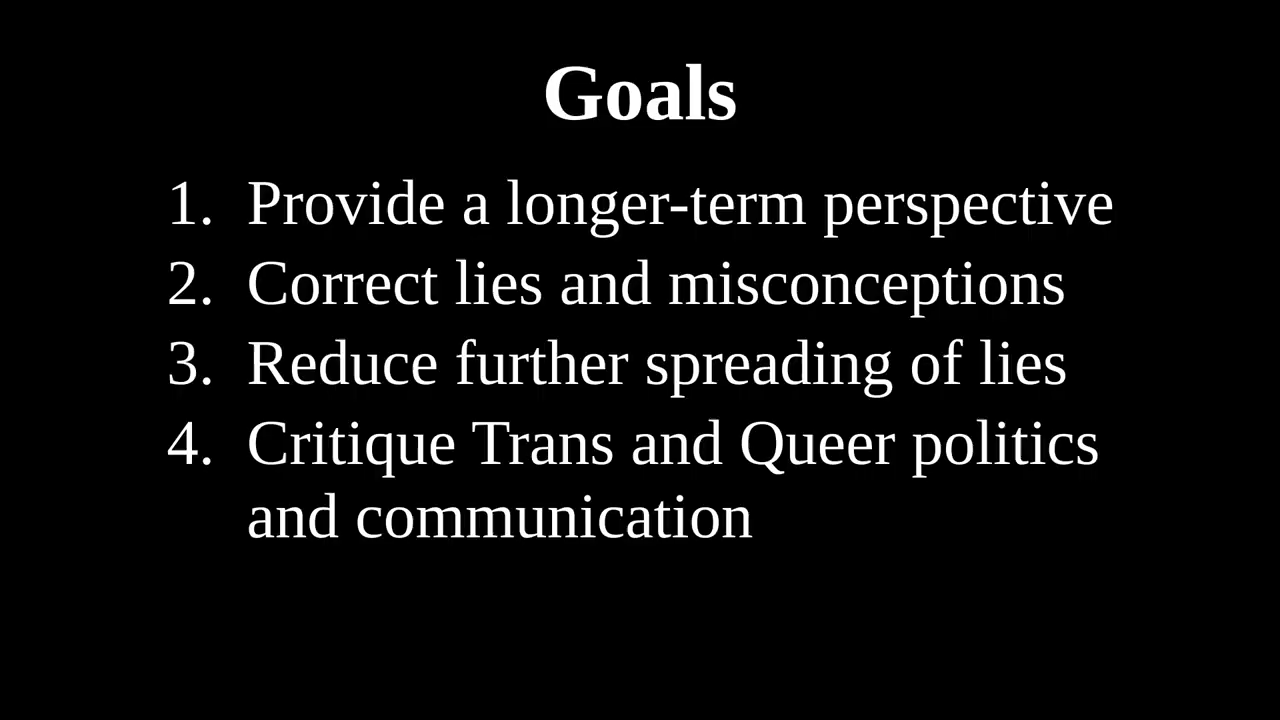 Goals
1. Provide a longer-term perspective
2. Correct lies and misconceptions
3. Reduce further spreading of lies
4. Critique Trans and Queer politics
and communication